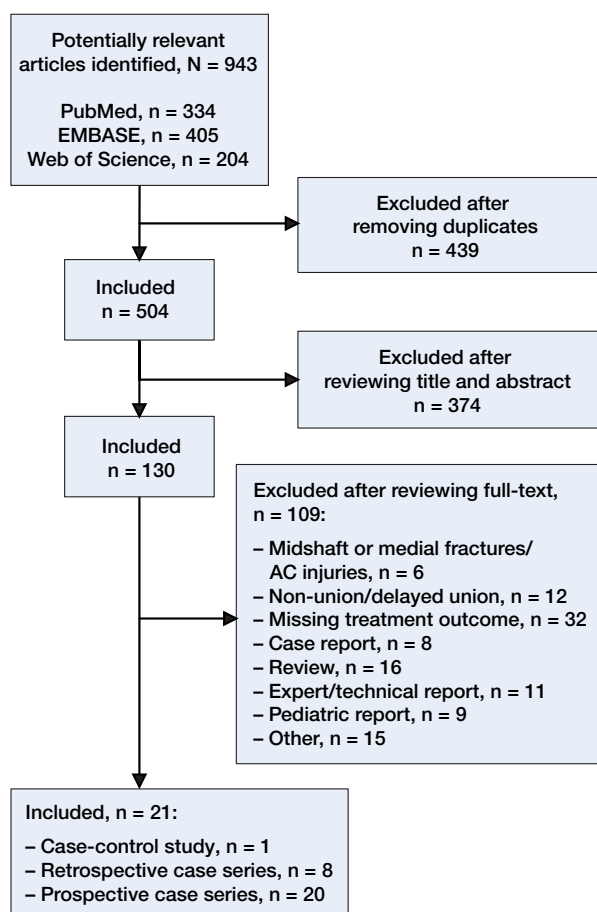 Potentially relevant
articles identified, N = 943
PubMed, n = 334
EMBASE, n = 405
Web of Science, n = 204
Excluded after
removing duplicates
n = 439
Included
n = 504
Excluded after
reviewing title and abstract
n = 374
Included
n = 130
Excluded after reviewing full-text,
n = 109:
– Midshaft or medial fractures/
AC injuries, n = 6
– Non-union/delayed union, n = 12
– Missing treatment outcome, n = 32
– Case report, n = 8
– Review, n = 16
– Expert/technical report, n = 11
– Pediatric report, n = 9
– Other, n = 15
Included, n = 21:
– Case-control study, n = 1
– Retrospective case series, n = 8
– Prospective case series, n = 20